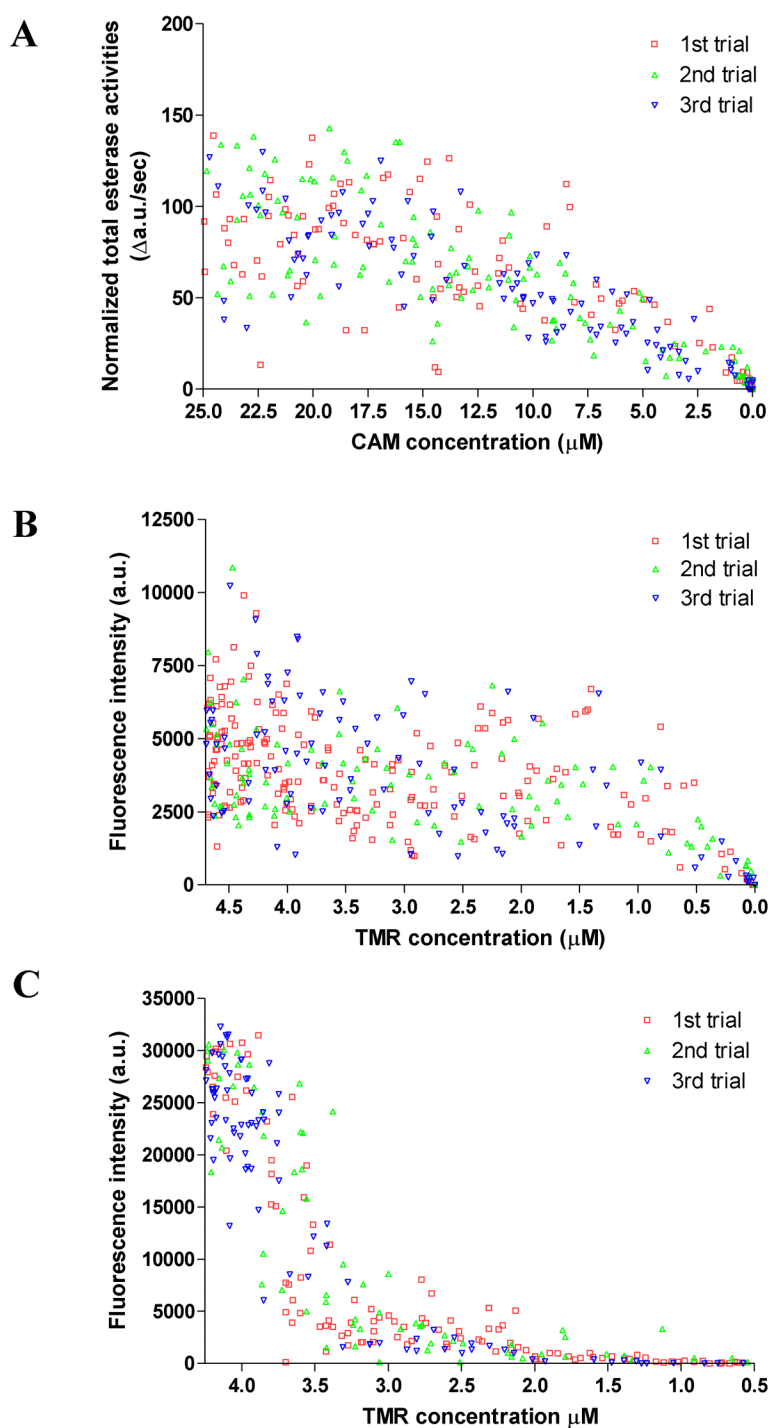 A
200
150
100
50
0
Normalized total esterase activities
(Δa.u./sec)
1st trial
2nd trial
3rd trial
25.0 22.5 20.0 17.5 15.0 12.5 10.0 7.5 5.0 2.5 0.0
CAM concentration (μM)
B
12500
10000
7500
5000
2500
0
Fluorescence intensity (a.u.)
1st trial
2nd trial
3rd trial
4.5 4.0 3.5 3.0 2.5 2.0 1.5 1.0 0.5 0.0
TMR concentration (μM)
C
35000
30000
25000
20000
15000
10000
5000
0
Fluorescence intensity (a.u.)
1st trial
2nd trial
3rd trial
4.0 3.5 3.0 2.5 2.0 1.5 1.0 0.5
TMR concentration μM